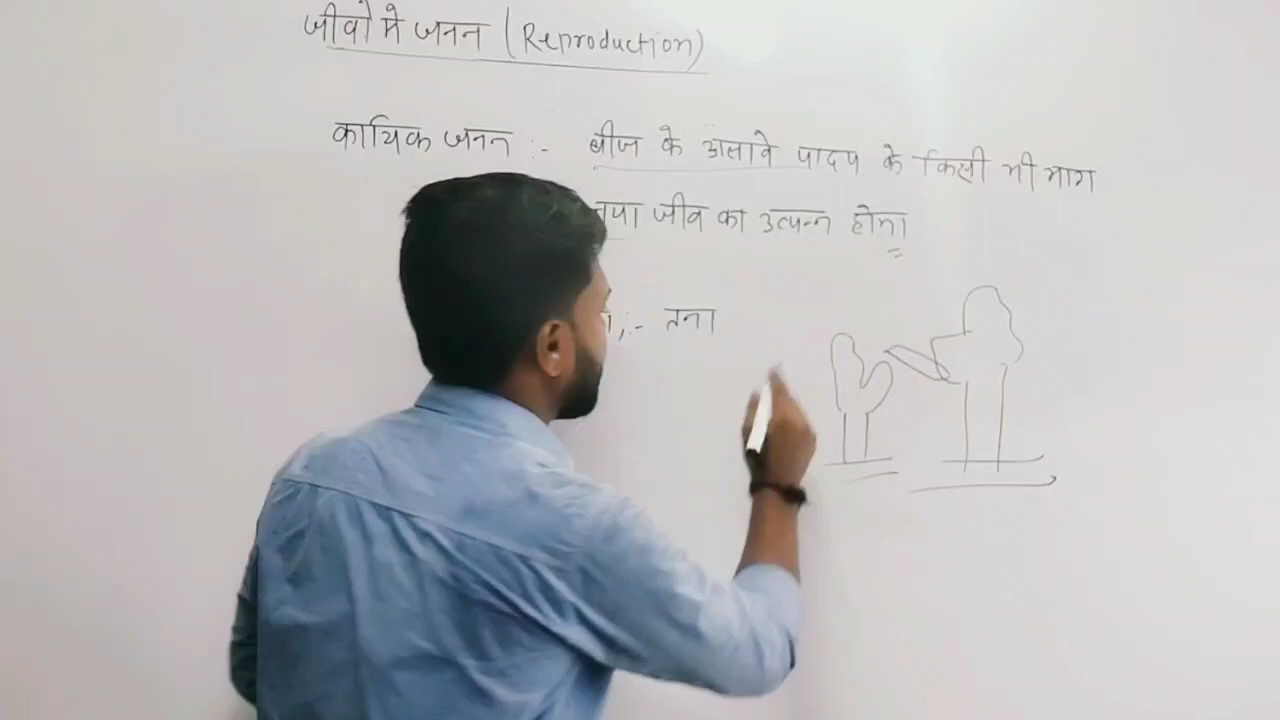 जीवो मे जनन (Reproduction)
कायिक जनन :- बीज के अलावे पादप के किसी भी भाग
नया जीव का उत्पन्न होना
:- तना